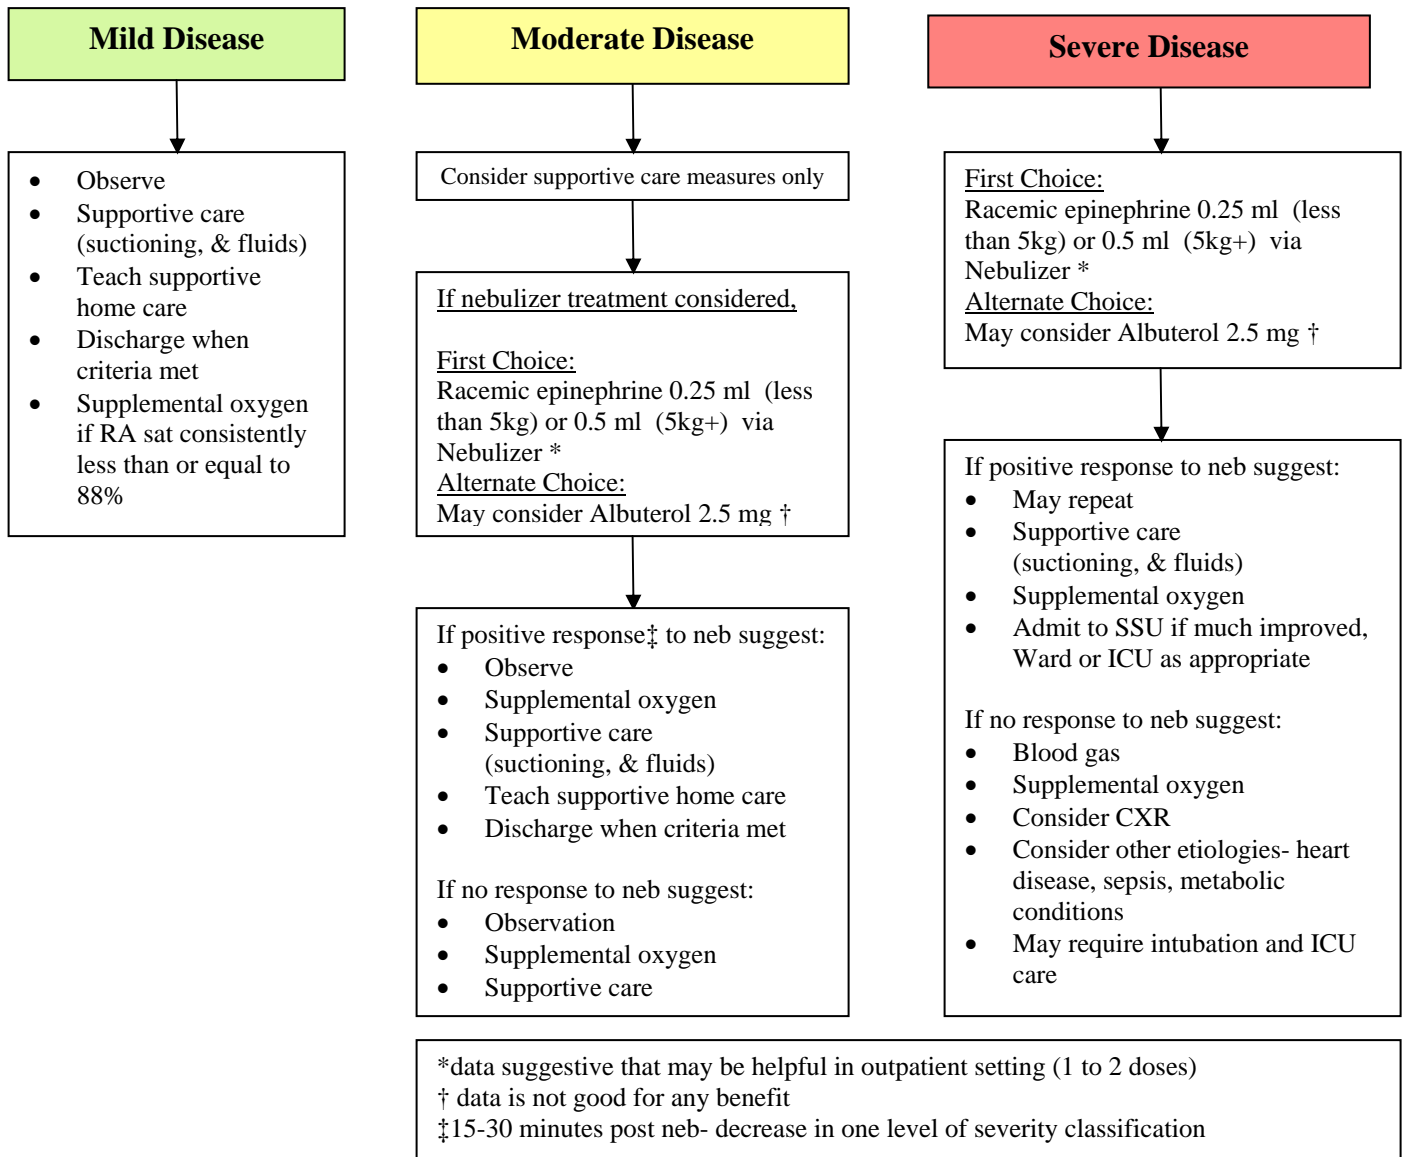 Mild Disease
• Observe
• Supportive care
(suctioning, & fluids)
• Teach supportive
home care
• Discharge when
criteria met
• Supplemental oxygen
if RA sat consistently
less than or equal to
88%
Moderate Disease
Consider supportive care measures only
If nebulizer treatment considered,
First Choice:
Racemic epinephrine 0.25 ml (less
than 5kg) or 0.5 ml (5kg+) via
Nebulizer *
Alternate Choice:
May consider Albuterol 2.5 mg †
If positive response‡ to neb suggest:
• Observe
• Supplemental oxygen
• Supportive care
(suctioning, & fluids)
• Teach supportive home care
• Discharge when criteria met
If no response to neb suggest:
• Observation
• Supplemental oxygen
• Supportive care
Severe Disease
First Choice:
Racemic epinephrine 0.25 ml (less
than 5kg) or 0.5 ml (5kg+) via
Nebulizer *
Alternate Choice:
May consider Albuterol 2.5 mg †
If positive response to neb suggest:
• May repeat
• Supportive care
(suctioning, & fluids)
• Supplemental oxygen
• Admit to SSU if much improved,
Ward or ICU as appropriate
If no response to neb suggest:
• Blood gas
• Supplemental oxygen
• Consider CXR
• Consider other etiologies- heart
disease, sepsis, metabolic
conditions
• May require intubation and ICU
care
*data suggestive that may be helpful in outpatient setting (1 to 2 doses)
† data is not good for any benefit
‡15-30 minutes post neb- decrease in one level of severity classification